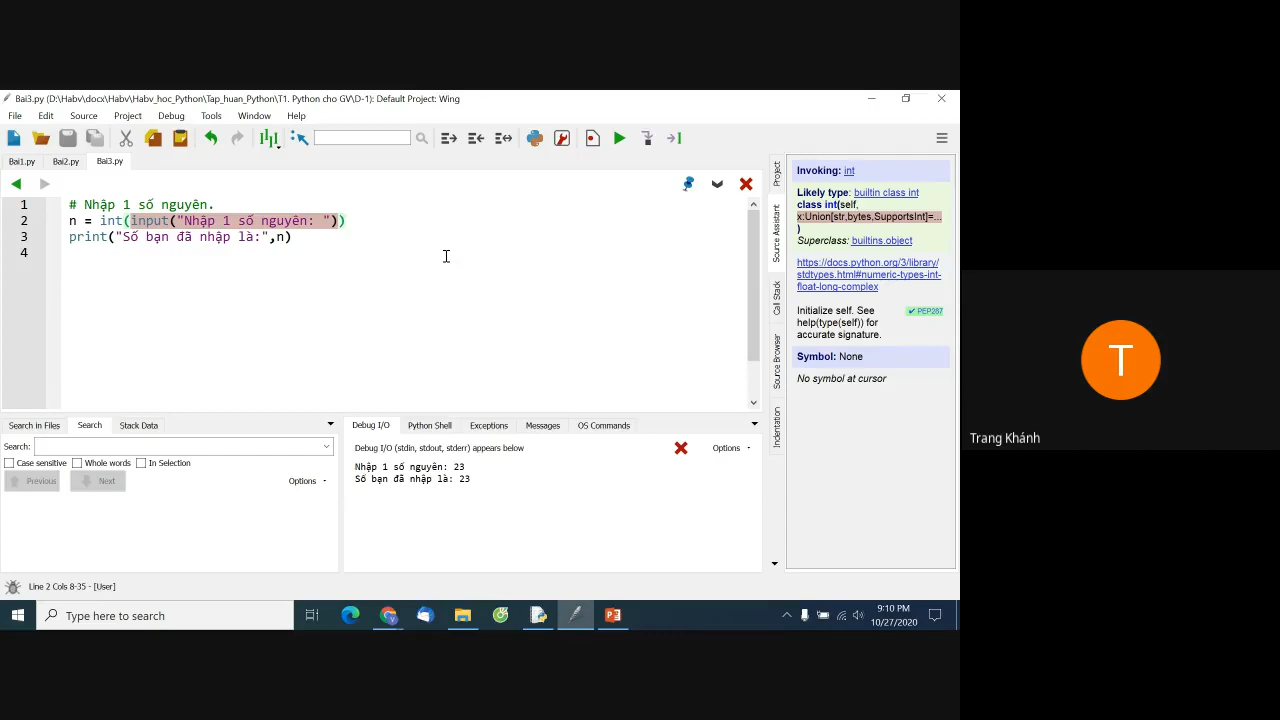 Bai3.py (D:\Habv\docx\Habv\Habv_hoc_Python\Tap_huan_Python\T1. Python cho GV\D-1): Default Project: Wing
File Edit Source Project Debug Tools Window Help
Bai1.py Bai2.py Bai3.py
1 # Nhập 1 số nguyên.
2 n = int(input("Nhập 1 số nguyên: "))
3 print("Số bạn đã nhập là:",n)
4
Project
Source Assistant
Call Stack
Source Browser
Indentation
Invoking: int
Likely type: builtin class int
class int(self,
x:Union[str,bytes,SupportsInt]=...
)
Superclass: builtins.object
https://docs.python.org/3/library/
stdtypes.html#numeric-types-int-
float-long-complex
Initialize self. See
help(type(self)) for
accurate signature.
✔ PEP287
Symbol: None
No symbol at cursor
Search in Files Search Stack Data
Search:
Case sensitive Whole words In Selection
Previous Next Options
Debug I/O Python Shell Exceptions Messages OS Commands
Debug I/O (stdin, stdout, stderr) appears below Options
Nhập 1 số nguyên: 23
Số bạn đã nhập là: 23
Line 2 Cols 8-35 - [User]
Type here to search
9:10 PM
10/27/2020
T
Trang Khánh